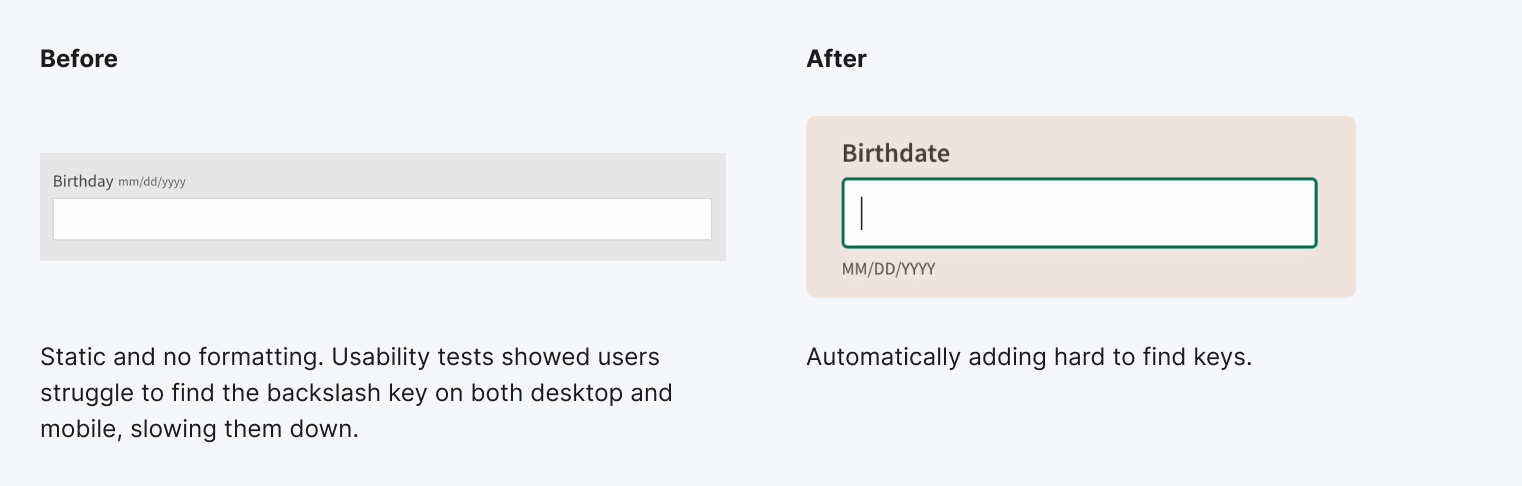 Before
Birthday mm/dd/yyyy
Static and no formatting. Usability tests showed users
struggle to find the backslash key on both desktop and
mobile, slowing them down.
After
Birthdate
MM/DD/YYYY
Automatically adding hard to find keys.